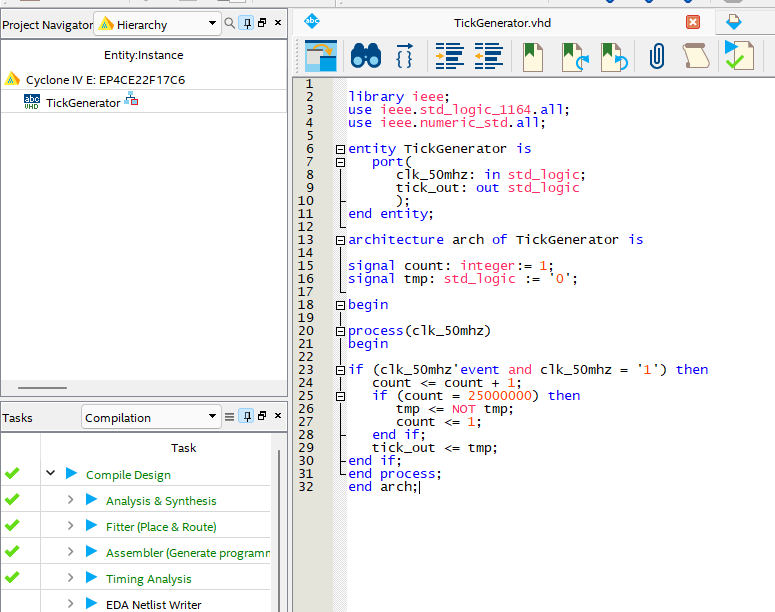 Project Navigator
Hierarchy
Entity:Instance
Cyclone IV E: EP4CE22F17C6
abc
VHD
TickGenerator
Tasks
Compilation
Task
Compile Design
Analysis & Synthesis
Fitter (Place & Route)
Assembler (Generate programm
Timing Analysis
EDA Netlist Writer
abc
TickGenerator.vhd
1
2 library ieee;
3 use ieee.std_logic_1164.all;
4 use ieee.numeric_std.all;
5
6 entity TickGenerator is
7 port(
8 clk_50mhz: in std_logic;
9 tick_out: out std_logic
10 );
11 end entity;
12
13 architecture arch of TickGenerator is
14
15 signal count: integer:= 1;
16 signal tmp: std_logic := '0';
17
18 begin
19
20 process(clk_50mhz)
21 begin
22
23 if (clk_50mhz'event and clk_50mhz = '1') then
24 count <= count + 1;
25 if (count = 25000000) then
26 tmp <= NOT tmp;
27 count <= 1;
28 end if;
29 tick_out <= tmp;
30 end if;
31 end process;
32 end arch;